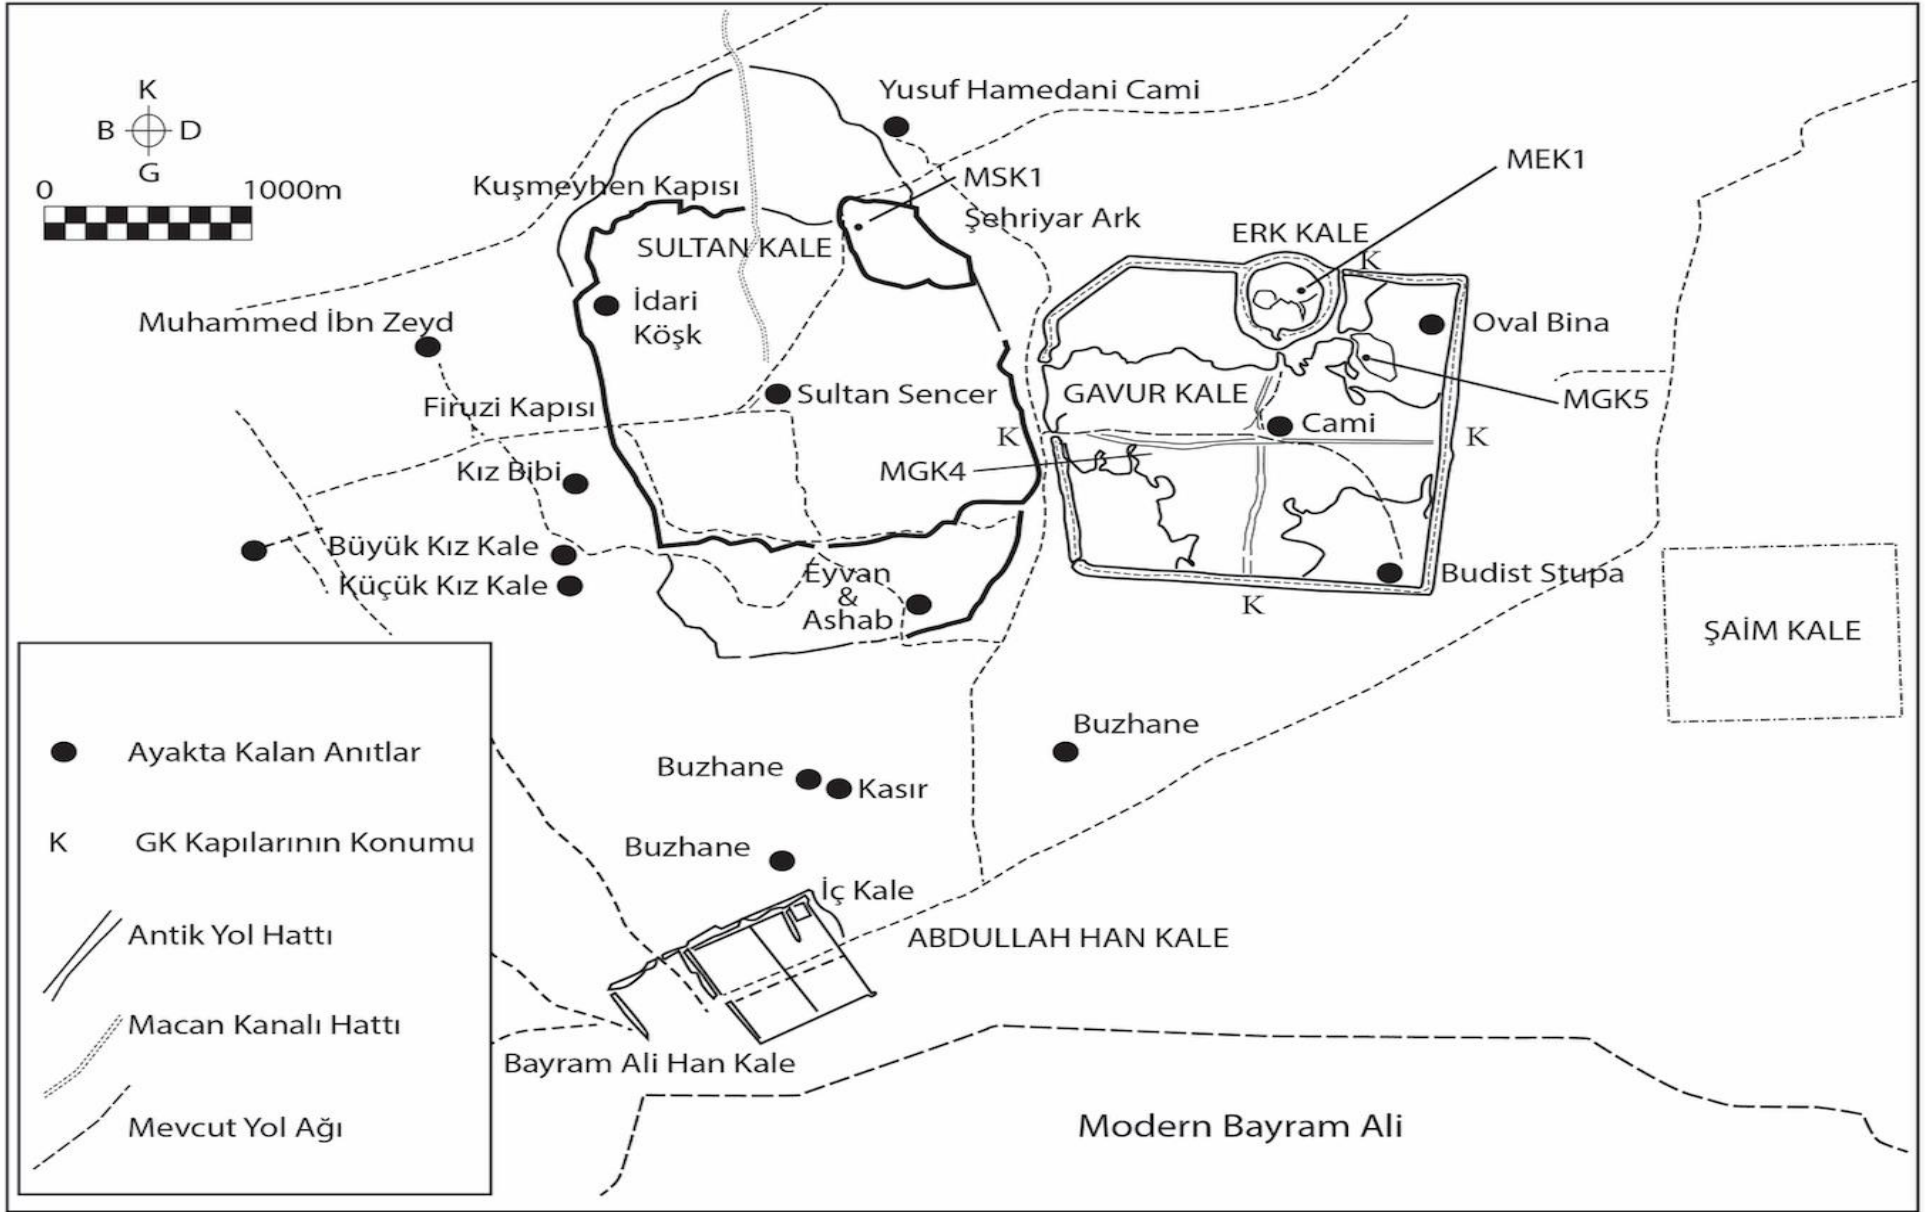 K
B D
G
0 1000m
Yusuf Hamedani Cami
Kuşmeyhen Kapısı
MSK1
MEK1
Şehriyar Ark
SULTAN KALE
ERK KALE
K
İdari
Köşk
Muhammed İbn Zeyd
Oval Bina
Sultan Sencer
GAVUR KALE
MGK5
Firuzi Kapısı
Cami
K
K
Kız Bibi
MGK4
Büyük Kız Kale
Küçük Kız Kale
Eyvan
&
Ashab
Budist Stupa
K
ŞAİM KALE
Buzhane
Buzhane
Kasır
Buzhane
İç Kale
ABDULLAH HAN KALE
Bayram Ali Han Kale
Modern Bayram Ali
Ayakta Kalan Anıtlar
K GK Kapılarının Konumu
Antik Yol Hattı
Macan Kanalı Hattı
Mevcut Yol Ağı